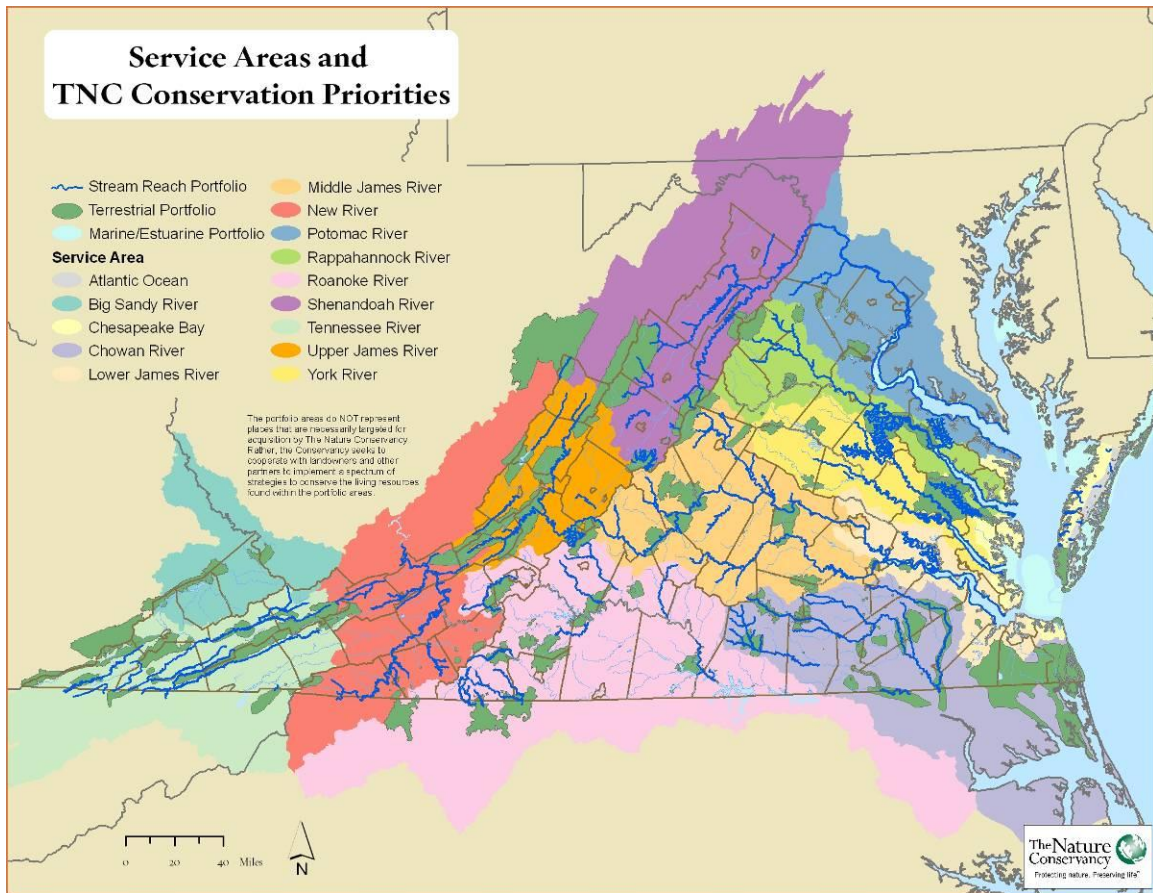 Service Areas and
TNC Conservation Priorities
Stream Reach Portfolio
Terrestrial Portfolio
Marine/Estuarine Portfolio
Service Area
Atlantic Ocean
Big Sandy River
Chesapeake Bay
Chowan River
Lower James River
Middle James River
New River
Potomac River
Rappahannock River
Roanoke River
Shenandoah River
Tennessee River
Upper James River
York River
The portfolio areas do NOT represent
places that are necessarily targeted for
acquisition by The Nature Conservancy.
Rather, the Conservancy seeks to
cooperate with landowners and other
partners to implement a spectrum of
strategies to conserve the living resources
found within the portfolio areas.
0 20 40 Miles
N
The Nature
Conservancy
Protecting nature. Preserving life™